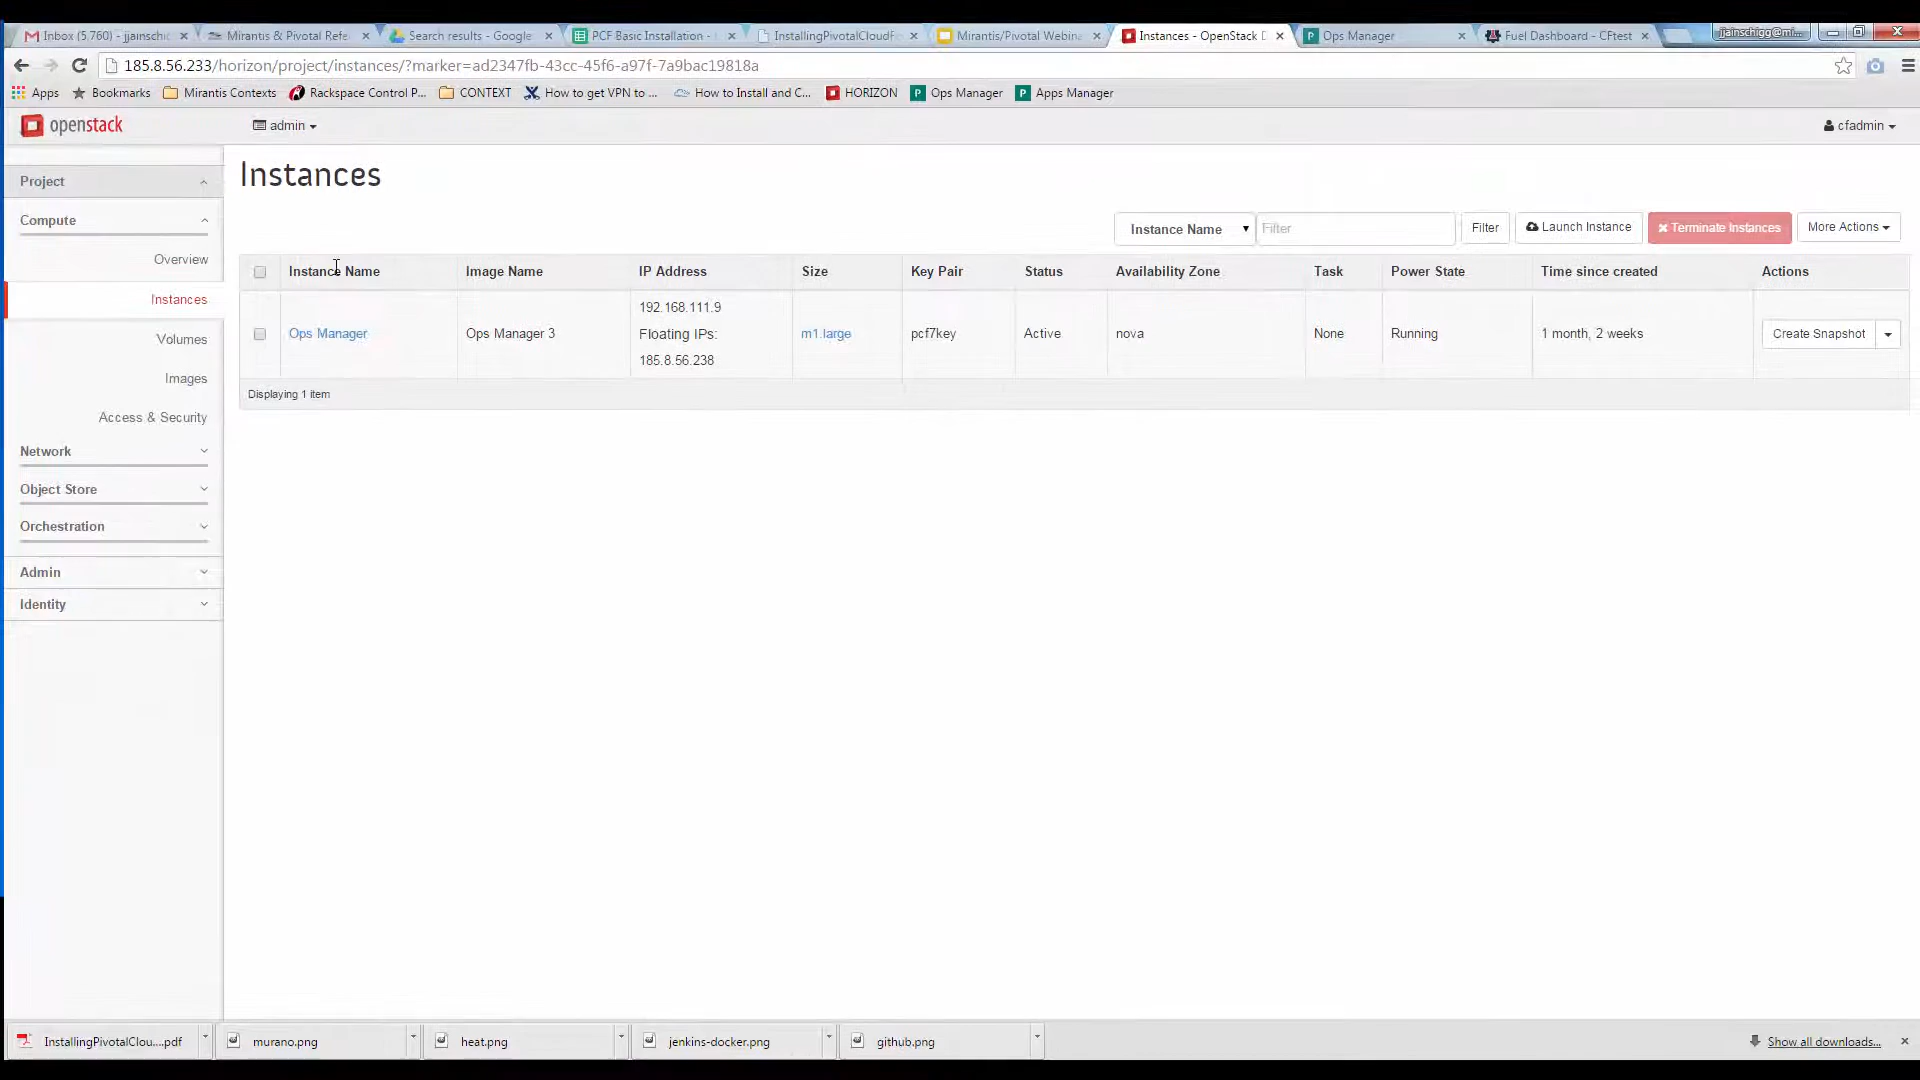 Inbox (5 760) - jjainschic
Mirantis & Pivotal Refe
Search results - Google
PCF Basic Installation -
InstallingPivotalCloudF
Mirantis/Pivotal Webina
Instances - OpenStack D
Ops Manager
Fuel Dashboard - CFtest
jjainschigg@mi...
185.8.56.233/horizon/project/instances/?marker=ad2347fb-43cc-45f6-a97f-7a9bac19818a
Apps
Bookmarks
Mirantis Contexts
Rackspace Control P...
CONTEXT
How to get VPN to ...
How to Install and C...
HORIZON
Ops Manager
Apps Manager
openstack
admin
cfadmin
Project
Compute
Overview
Instances
Volumes
Images
Access & Security
Network
Object Store
Orchestration
Admin
Identity
Instances
Instance Name
Filter
Filter
Launch Instance
Terminate Instances
More Actions
Instance Name
Image Name
IP Address
Size
Key Pair
Status
Availability Zone
Task
Power State
Time since created
Actions
Ops Manager
Ops Manager 3
192.168.111.9
Floating IPs:
185.8.56.238
m1.large
pcf7key
Active
nova
None
Running
1 month, 2 weeks
Create Snapshot
Displaying 1 item
InstallingPivotalClou....pdf
murano.png
heat.png
jenkins-docker.png
github.png
Show all downloads...